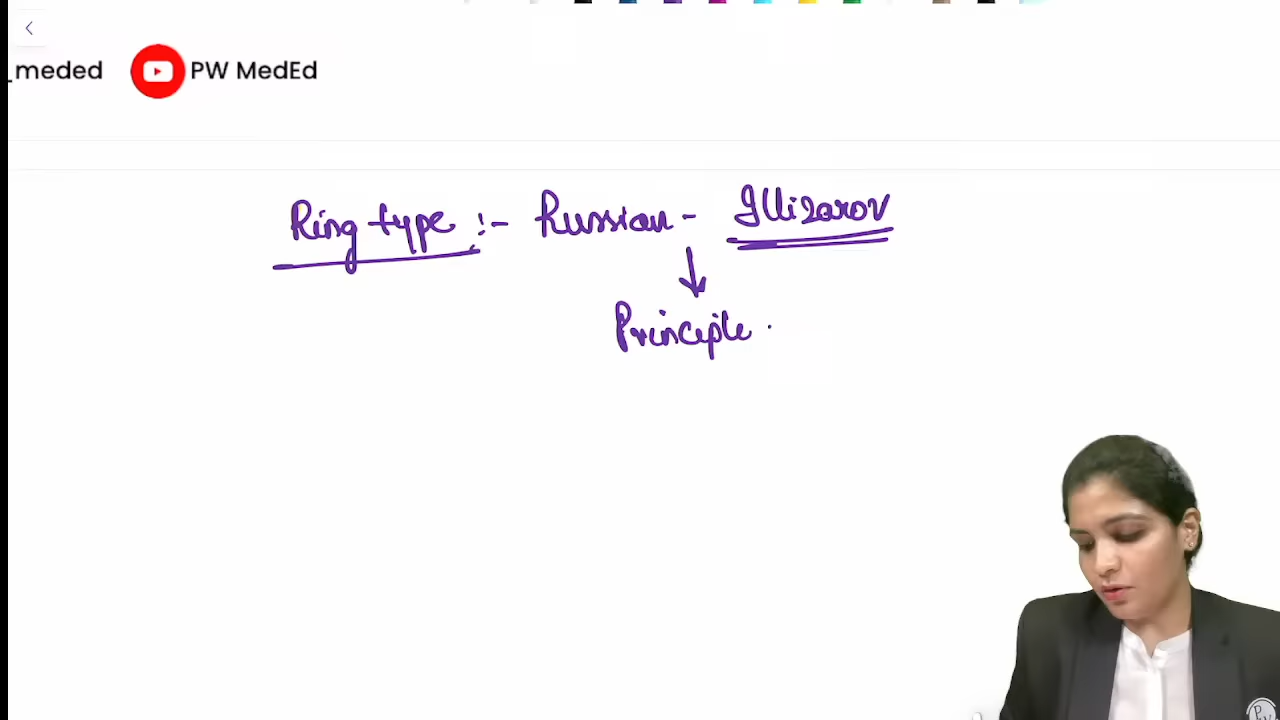 _meded PW MedEd
Ring type :- Russian - Illizarov
↓
Principle .